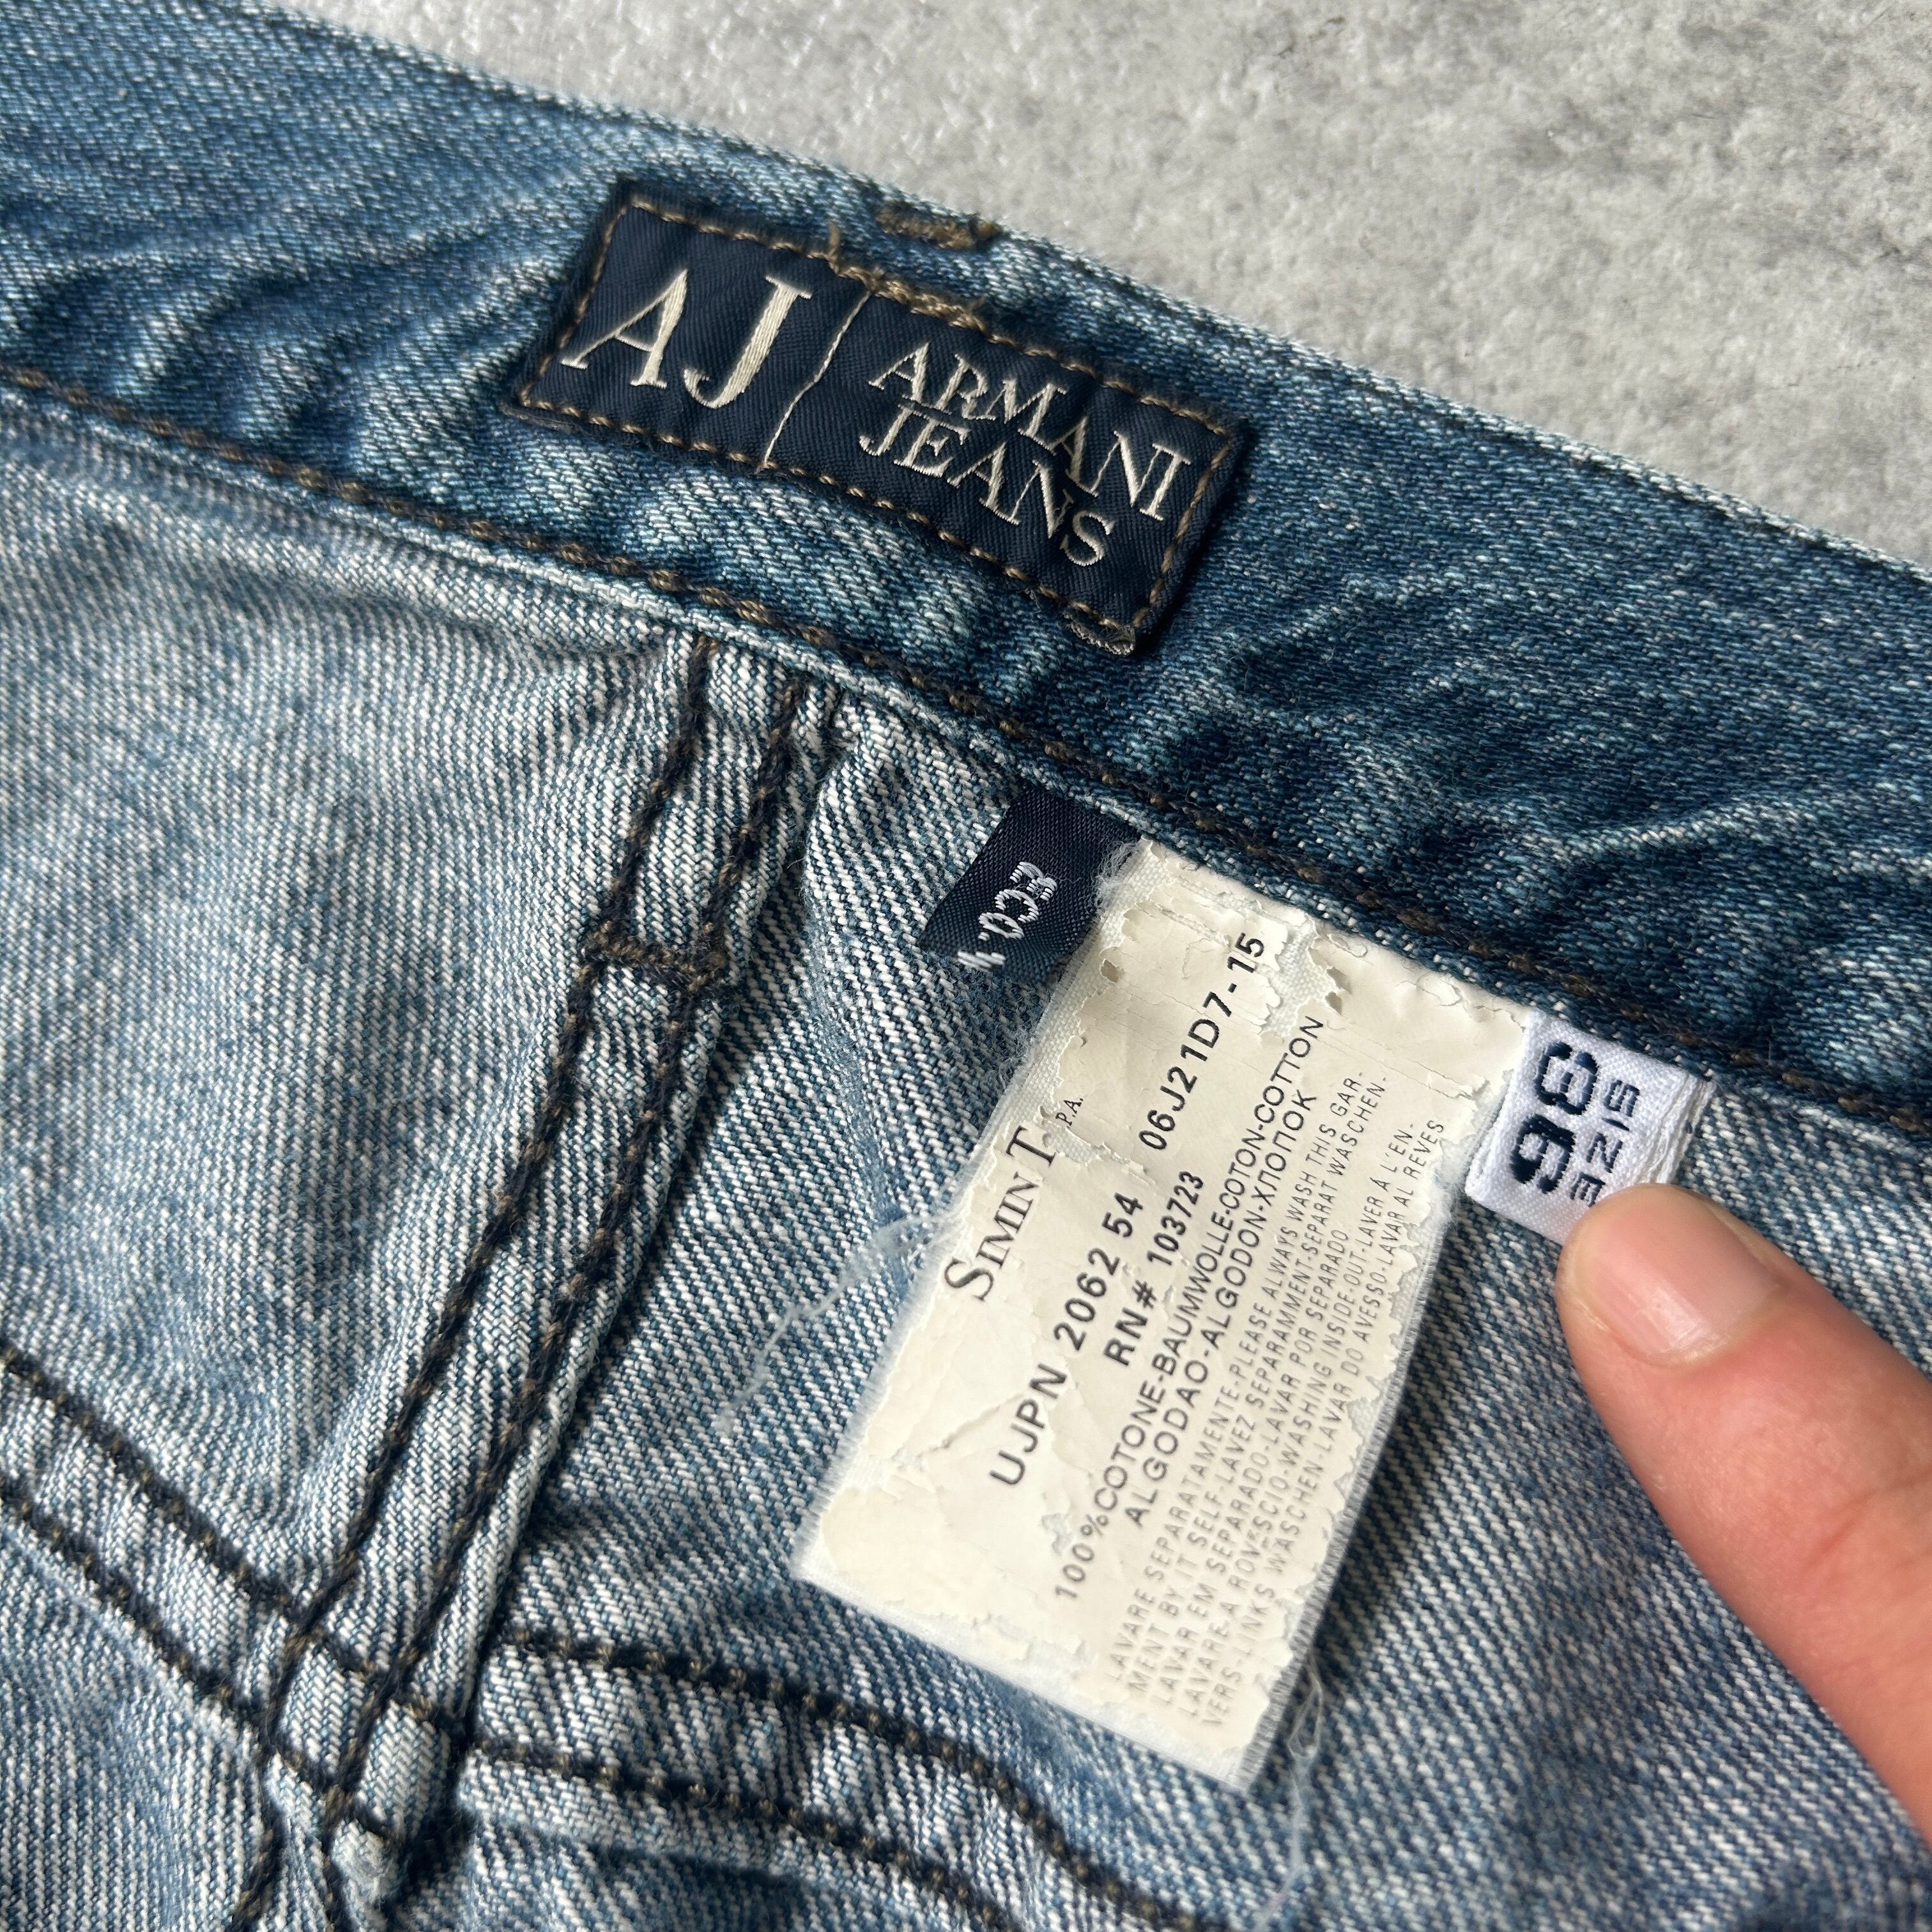 AJ
ARMANI
JEANS
SIMINT
P.A.
UJPN 2062 54 06J21D7-15
RN# 103723
100%COTONE-BAUMWOLLE-COTON-COTTON
ALGODAO-ALGODON-ХЛОПОК
LAVARE SEPARATAMENTE-PLEASE ALWAYS WASH THIS GAR-
MENT BY IT SELF-LAVEZ SEPARAMMENT-SEPARAT WASCHEN.
LAVAR EM SEPARADO-LAVAR POR SEPARADO
LAVARE A ROVESCIO-WASHING INSIDE-OUT-LAVER À L'EN-
VERS-LINKS WASCHEN-LAVAR DO AVESSO-LAVAR AL REVES
SIZE
36